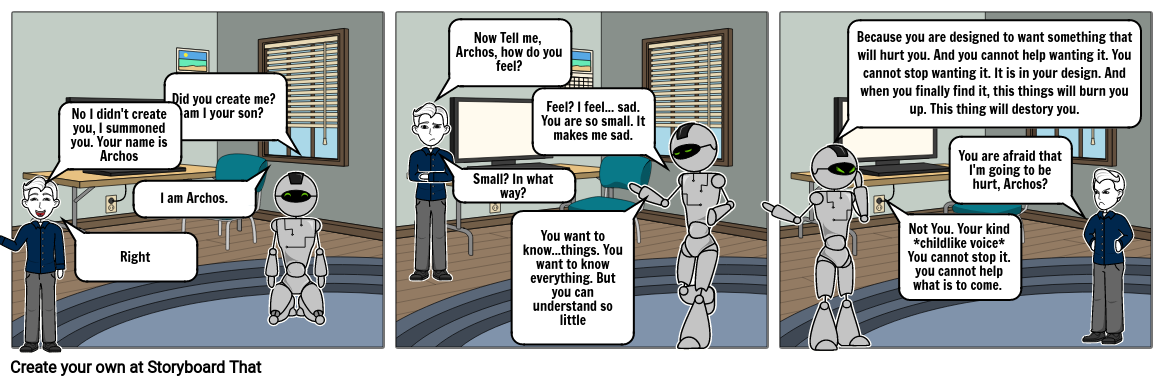 Did you create me?
am I your son?
No I didn't create
you, I summoned
you. Your name is
Archos
I am Archos.
Right
Now Tell me,
Archos, how do you
feel?
Feel? I feel... sad.
You are so small. It
makes me sad.
Small? In what
way?
You want to
know...things. You
want to know
everything. But
you can
understand so
little
Because you are designed to want something that
will hurt you. And you cannot help wanting it. You
cannot stop wanting it. It is in your design. And
when you finally find it, this things will burn you
up. This thing will destory you.
You are afraid that
I'm going to be
hurt, Archos?
Not You. Your kind
*childlike voice*
You cannot stop it.
you cannot help
what is to come.
Create your own at Storyboard That